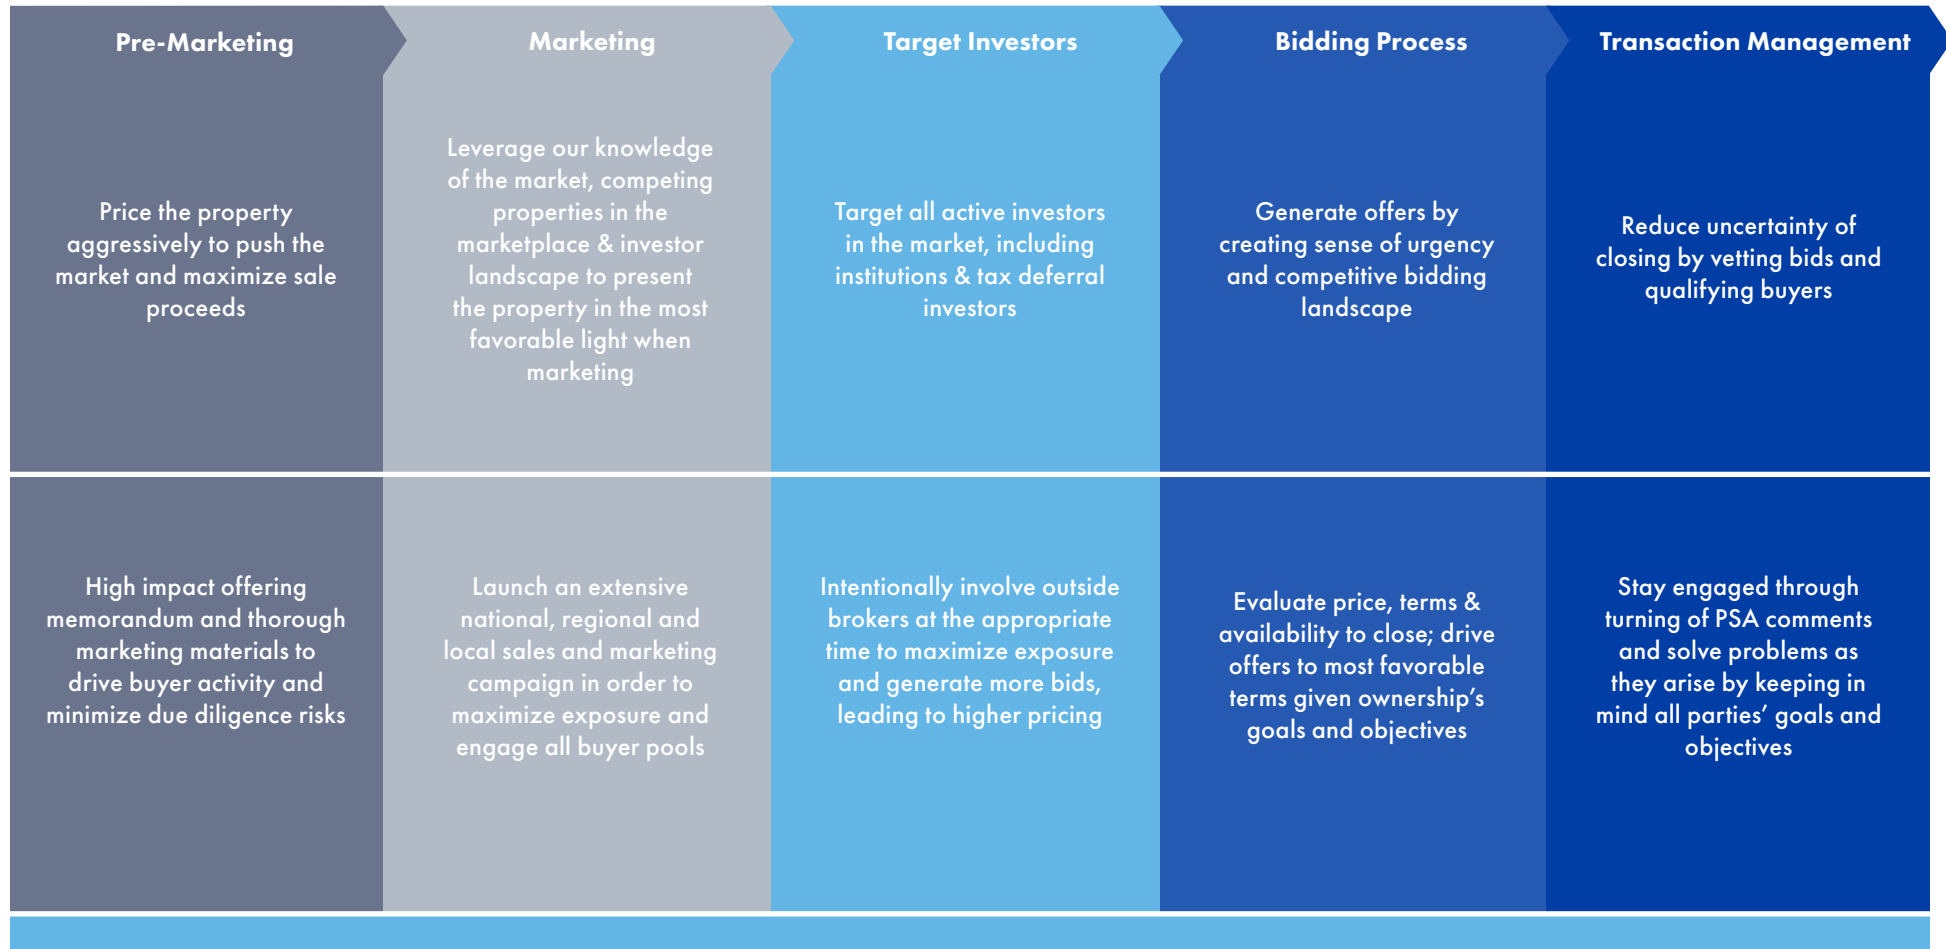 Pre-Marketing
Marketing
Target Investors
Bidding Process
Transaction Management
Price the property
aggressively to push the
market and maximize sale
proceeds
Leverage our knowledge
of the market, competing
properties in the
marketplace & investor
landscape to present
the property in the most
favorable light when
marketing
Target all active investors
in the market, including
institutions & tax deferral
investors
Generate offers by
creating sense of urgency
and competitive bidding
landscape
Reduce uncertainty of
closing by vetting bids and
qualifying buyers
High impact offering
memorandum and thorough
marketing materials to
drive buyer activity and
minimize due diligence risks
Launch an extensive
national, regional and
local sales and marketing
campaign in order to
maximize exposure and
engage all buyer pools
Intentionally involve outside
brokers at the appropriate
time to maximize exposure
and generate more bids,
leading to higher pricing
Evaluate price, terms &
availability to close; drive
offers to most favorable
terms given ownership’s
goals and objectives
Stay engaged through
turning of PSA comments
and solve problems as
they arise by keeping in
mind all parties’ goals and
objectives